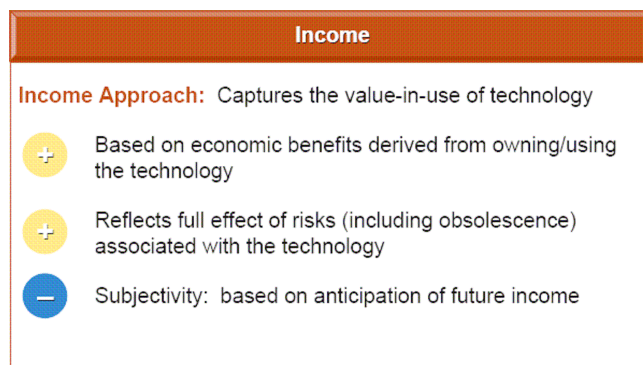 Income
Income Approach: Captures the value-in-use of technology
+ Based on economic benefits derived from owning/using
the technology
+ Reflects full effect of risks (including obsolescence)
associated with the technology
– Subjectivity: based on anticipation of future income